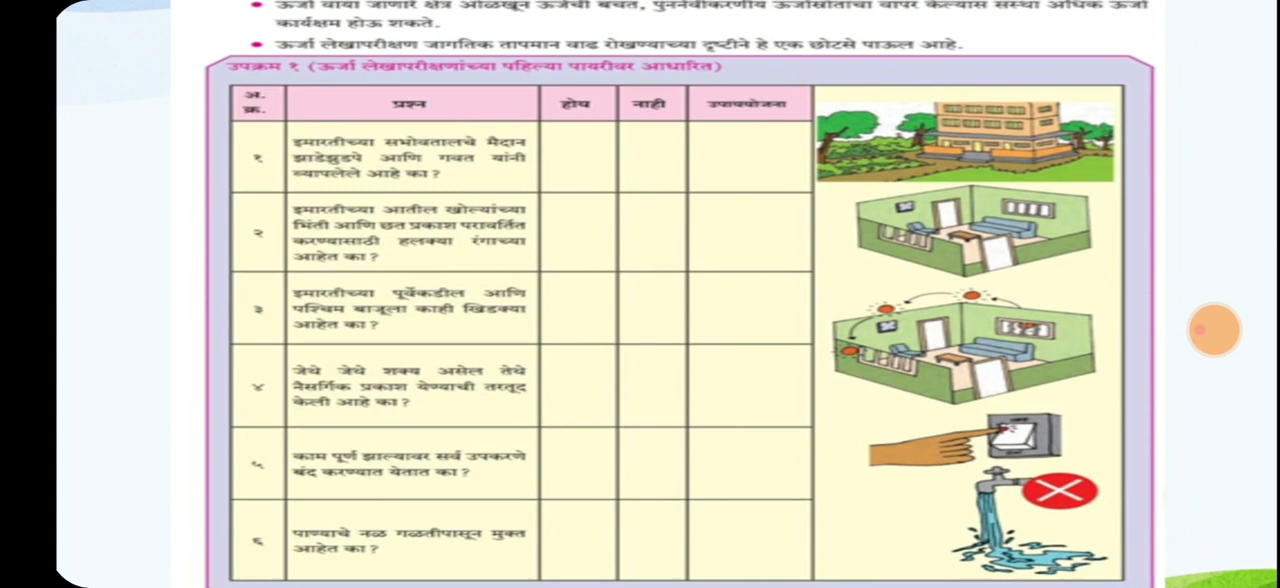 ऊर्जा वाया जाणारे क्षेत्र ओळखून ऊर्जेची बचत, पुनर्नवीकरणीय ऊर्जास्रोतांचा वापर केल्यास संस्था अधिक ऊर्जा
कार्यक्षम होऊ शकते.
ऊर्जा लेखापरीक्षण जागतिक तापमान वाढ रोखण्याच्या दृष्टीने हे एक छोटसे पाऊल आहे.
उपक्रम १ (ऊर्जा लेखापरीक्षणांच्या पहिल्या पायरीवर आधारित)
अ.
क्र.
प्रश्न
होय
नाही
उपाययोजना
१
इमारतीच्या सभोवतालचे मैदान
झाडेझुडपे आणि गवत यांनी
व्यापलेले आहे का?
२
इमारतीच्या आतील खोल्यांच्या
भिंती आणि छत प्रकाश परावर्तित
करण्यासाठी हलक्या रंगाच्या
आहेत का?
३
इमारतीच्या पूर्वेकडील आणि
पश्चिम बाजूला काही खिडक्या
आहेत का?
४
जेथे जेथे शक्य असेल तेथे
नैसर्गिक प्रकाश येण्याची तरतूद
केली आहे का?
५
काम पूर्ण झाल्यावर सर्व उपकरणे
बंद करण्यात येतात का?
६
पाण्याचे नळ गळतीपासून मुक्त
आहेत का?